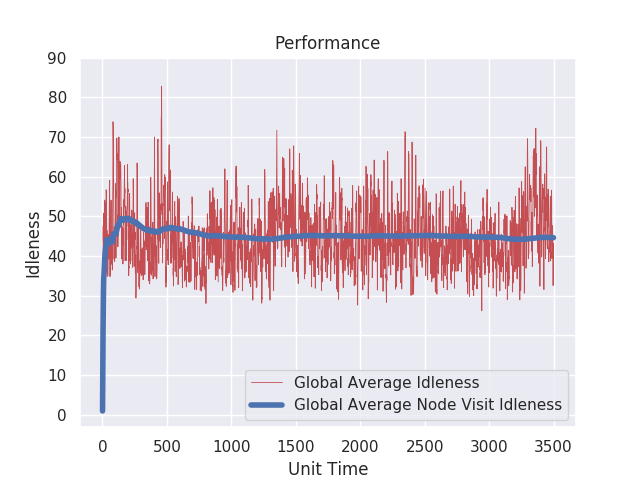 Performance
90
80
70
60
50
40
30
20
10
0
Idleness
0 500 1000 1500 2000 2500 3000 3500
Unit Time
Global Average Idleness
Global Average Node Visit Idleness